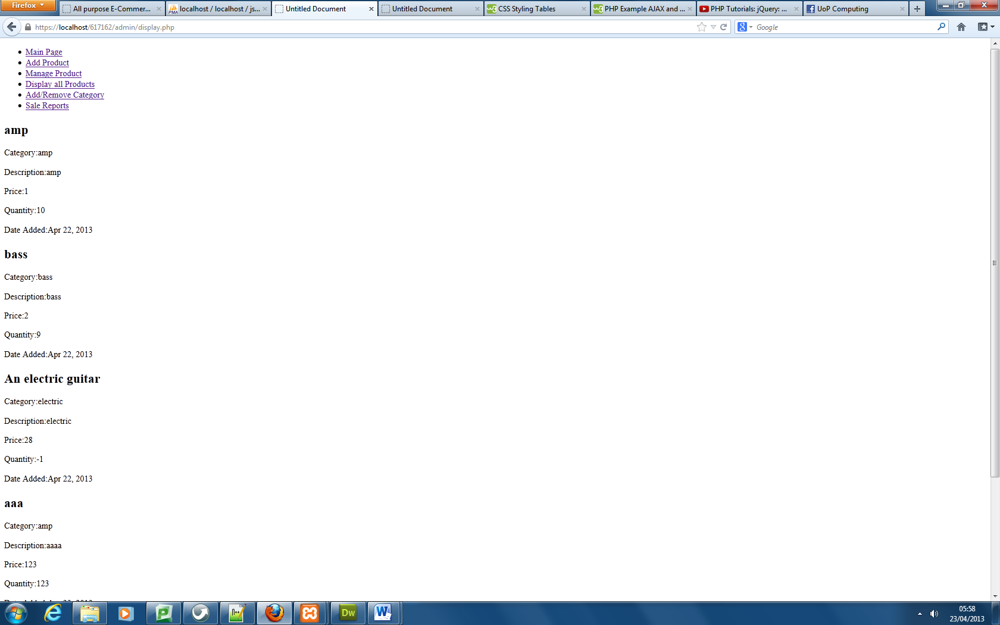 Firefox
All purpose E-Commer...
localhost / localhost / js...
Untitled Document
Untitled Document
CSS Styling Tables
PHP Example AJAX and ...
PHP Tutorials: jQuery: ...
UoP Computing
https://localhost/617162/admin/display.php
Google
Main Page
Add Product
Manage Product
Display all Products
Add/Remove Category
Sale Reports
amp
Category:amp
Description:amp
Price:1
Quantity:10
Date Added:Apr 22, 2013
bass
Category:bass
Description:bass
Price:2
Quantity:9
Date Added:Apr 22, 2013
An electric guitar
Category:electric
Description:electric
Price:28
Quantity:-1
Date Added:Apr 22, 2013
aaa
Category:amp
Description:aaaa
Price:123
Quantity:123
05:58
23/04/2013